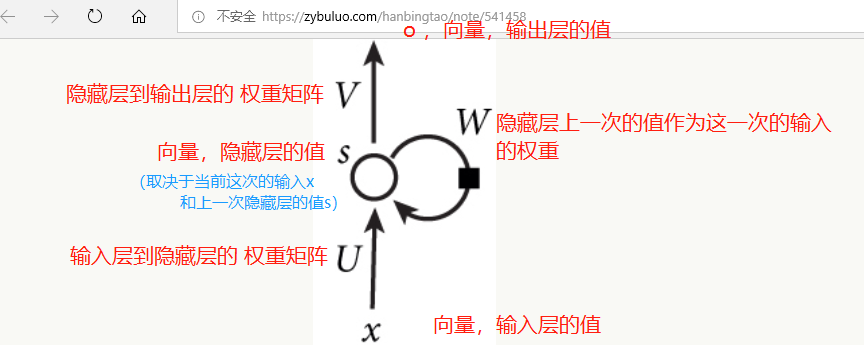 不安全 https://zybuluo.com/hanbingtao/note/541458
o ，向量，输出层的值
隐藏层到输出层的 权重矩阵
V
W
隐藏层上一次的值作为这一次的输入
的权重
向量，隐藏层的值
s
（取决于当前这次的输入x
和上一次隐藏层的值s）
输入层到隐藏层的 权重矩阵
U
x
向量，输入层的值